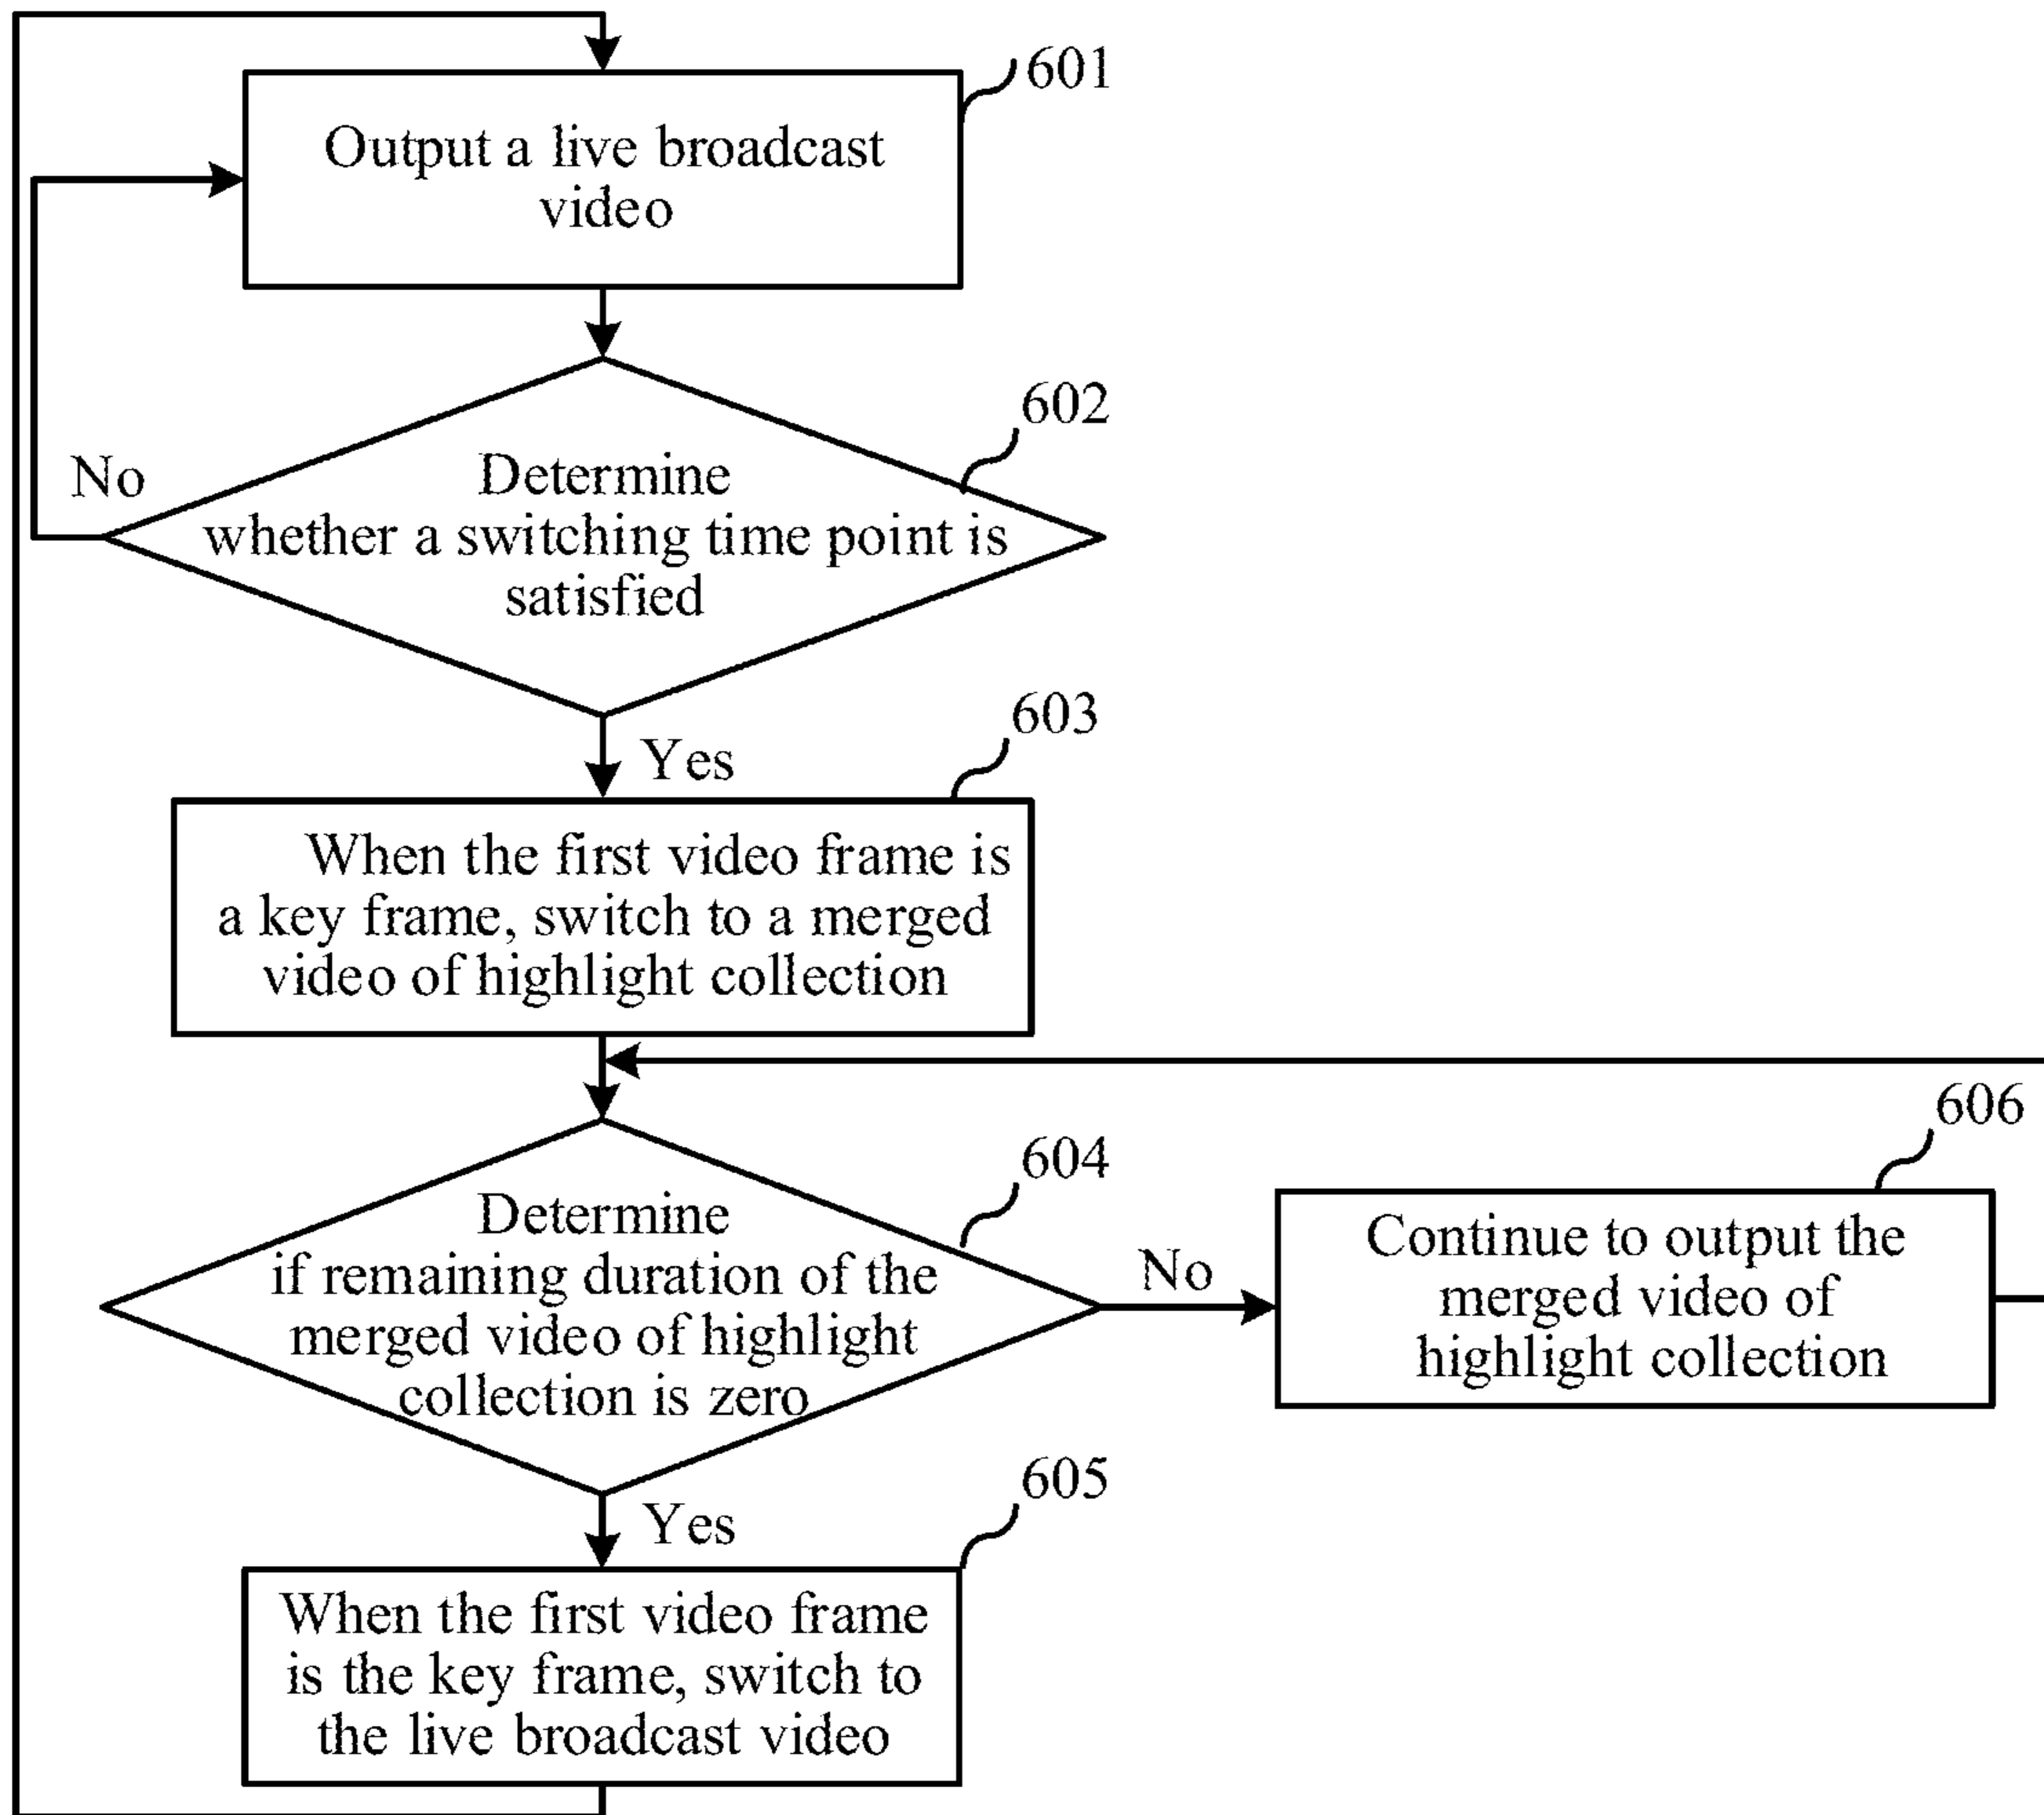 601
Output a live broadcast
video
602
No
Determine
whether a switching time point is
satisfied
603
Yes
When the first video frame is
a key frame, switch to a merged
video of highlight collection
606
604
Determine
if remaining duration of the
merged video of highlight
collection is zero
No
Continue to output the
merged video of
highlight collection
605
Yes
When the first video frame
is the key frame, switch to
the live broadcast video